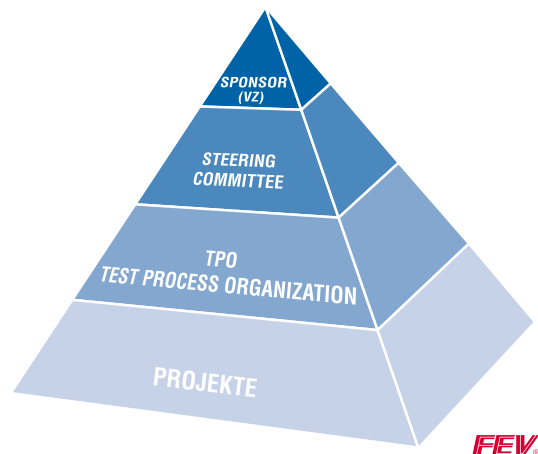 SPONSOR
(VZ)
STEERING
COMMITTEE
TPO
TEST PROCESS ORGANIZATION
PROJEKTE
FEV®